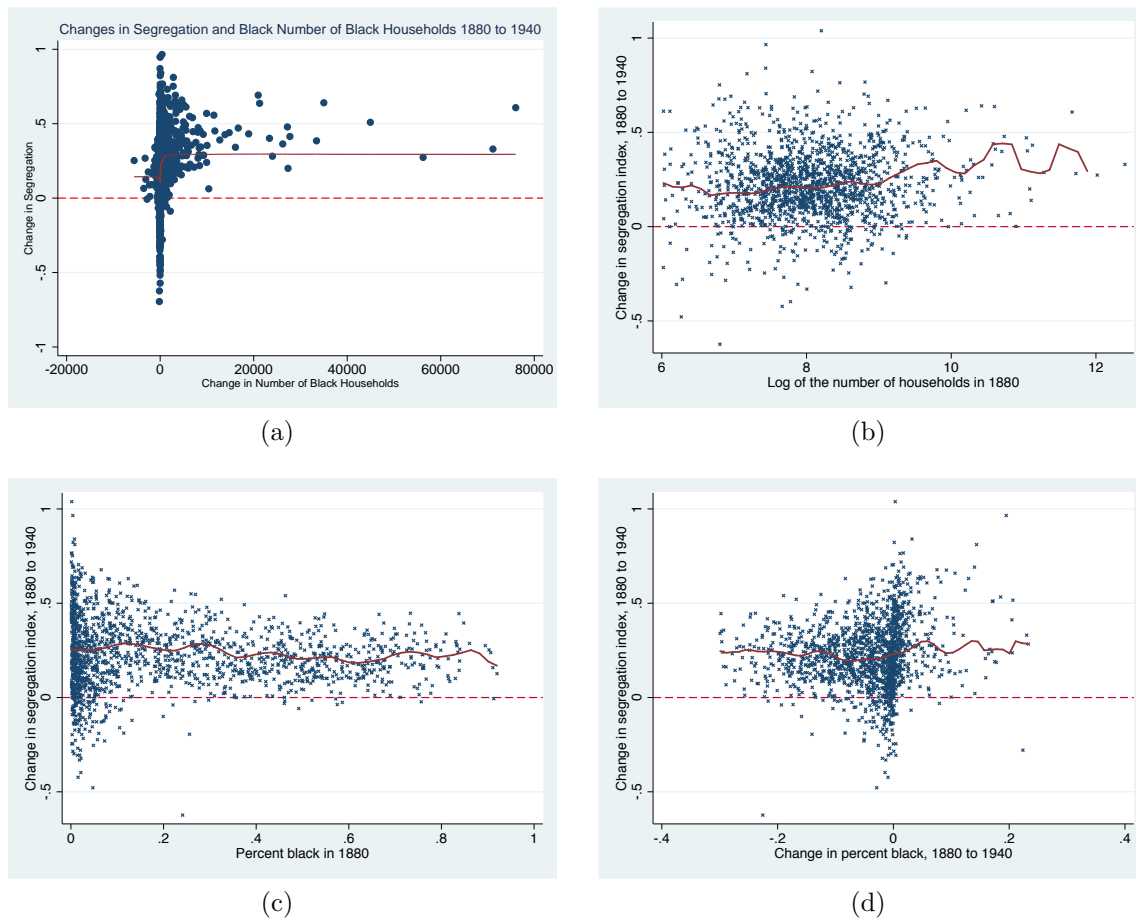 Changes in Segregation and Black Number of Black Households 1880 to 1940
Change in Segregation
1
.5
0
-.5
-1
-20000 0 20000 40000 60000 80000
Change in Number of Black Households
(a)
Change in segregation index, 1880 to 1940
1
.5
0
-.5
6 8 10 12
Log of the number of households in 1880
(b)
Change in segregation index, 1880 to 1940
1
.5
0
-.5
0 .2 .4 .6 .8 1
Percent black in 1880
(c)
Change in segregation index, 1880 to 1940
1
.5
0
-.5
-.4 -.2 0 .2 .4
Change in percent black, 1880 to 1940
(d)